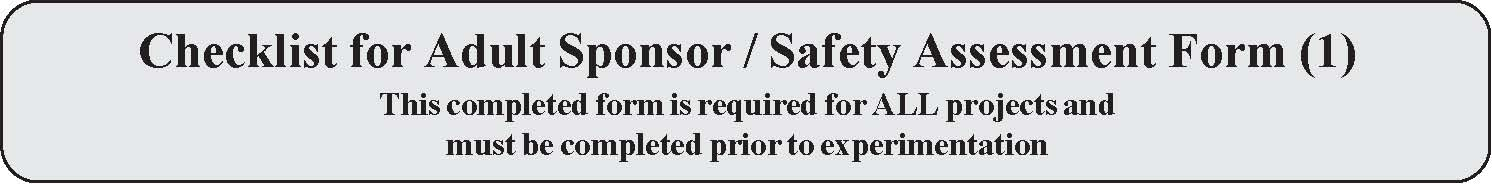 Checklist for Adult Sponsor / Safety Assessment Form (1)
This completed form is required for ALL projects and
must be completed prior to experimentation